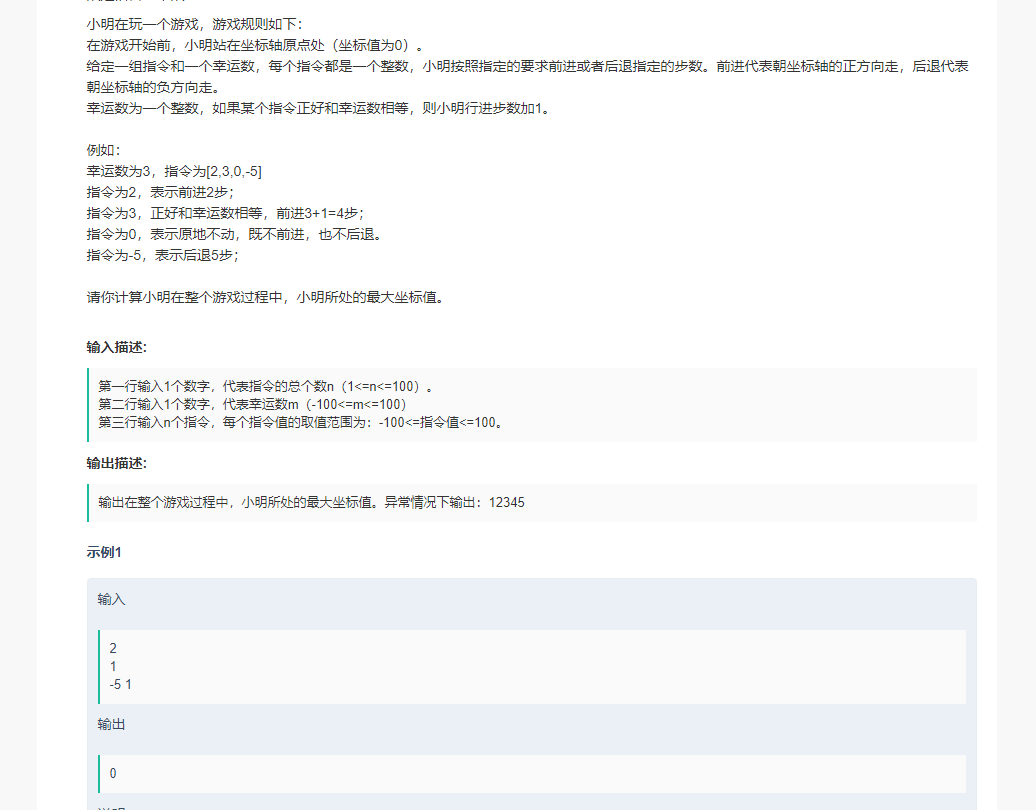 小明在玩一个游戏，游戏规则如下：
在游戏开始前，小明站在坐标轴原点处（坐标值为0）。
给定一组指令和一个幸运数，每个指令都是一个整数，小明按照指定的要求前进或者后退指定的步数。前进代表朝坐标轴的正方向走，后退代表
朝坐标轴的负方向走。
幸运数为一个整数，如果某个指令正好和幸运数相等，则小明行进步数加1。
例如：
幸运数为3，指令为[2,3,0,-5]
指令为2，表示前进2步；
指令为3，正好和幸运数相等，前进3+1=4步；
指令为0，表示原地不动，既不前进，也不后退。
指令为-5，表示后退5步；
请你计算小明在整个游戏过程中，小明所处的最大坐标值。
输入描述:
第一行输入1个数字，代表指令的总个数n（1<=n<=100）。
第二行输入1个数字，代表幸运数m（-100<=m<=100）
第三行输入n个指令，每个指令值的取值范围为：-100<=指令值<=100。
输出描述:
输出在整个游戏过程中，小明所处的最大坐标值。异常情况下输出：12345
示例1
输入
2
1
-5 1
输出
0